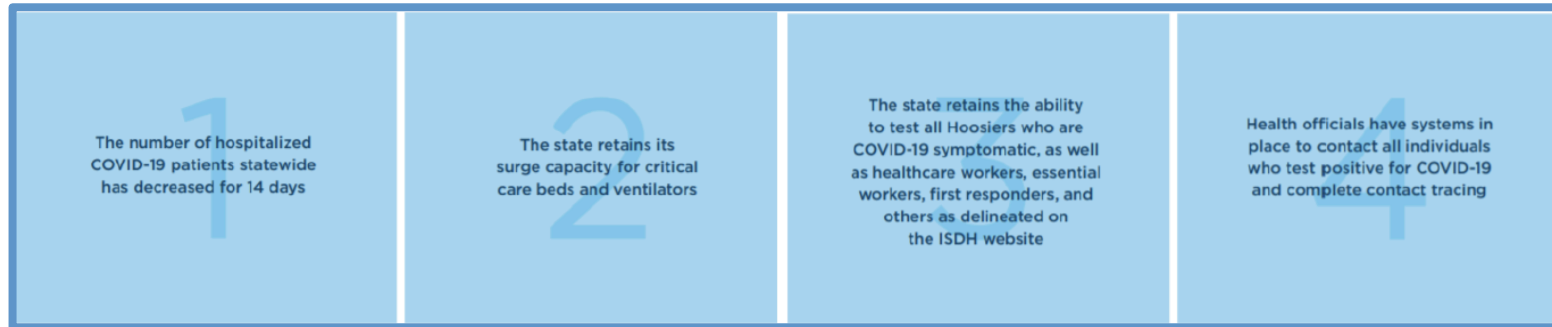 1
The number of hospitalized
COVID-19 patients statewide
has decreased for 14 days
2
The state retains its
surge capacity for critical
care beds and ventilators
3
The state retains the ability
to test all Hoosiers who are
COVID-19 symptomatic, as well
as healthcare workers, essential
workers, first responders, and
others as delineated on
the ISDH website
4
Health officials have systems in
place to contact all individuals
who test positive for COVID-19
and complete contact tracing